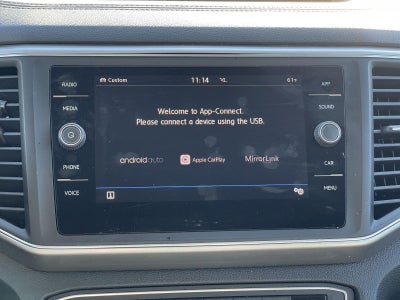 RADIO
MEDIA
PHONE
VOICE
Custom 11:14 61°F
Welcome to App-Connect.
Please connect a device using the USB.
androidauto Apple CarPlay MirrorLink
APP
SOUND
CAR
MENU